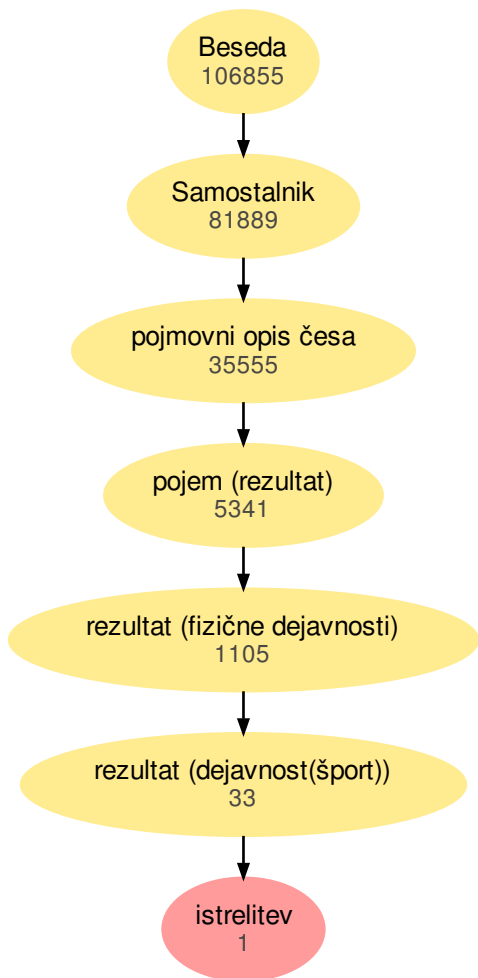 Beseda
106855
Samostalnik
81889
pojmovni opis česa
35555
pojem (rezultat)
5341
rezultat (fizične dejavnosti)
1105
rezultat (dejavnost(šport))
33
istrelitev
1